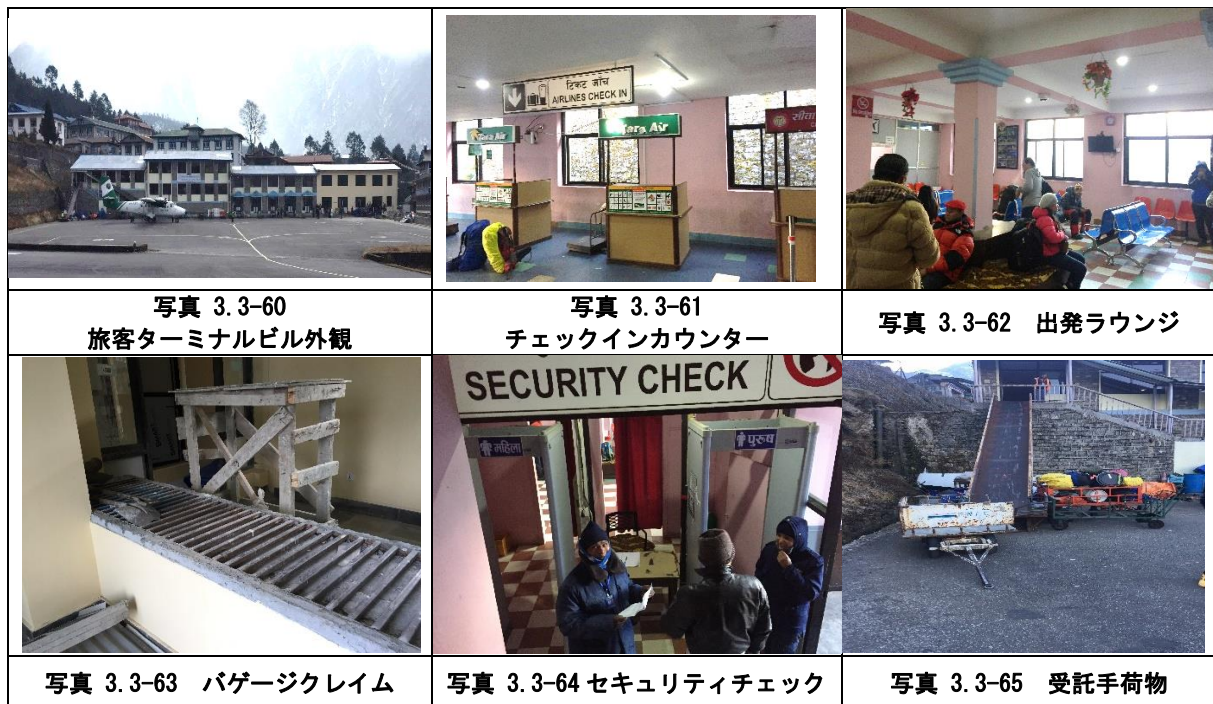 टिकट जाँच
AIRLINES CHECK IN
Tara Air
Tara Air
सीता
写真 3.3-60
旅客ターミナルビル外観
写真 3.3-61
チェックインカウンター
写真 3.3-62 出発ラウンジ
SECURITY CHECK
महिला
पुरुष
写真 3.3-63 バゲージクレイム
写真 3.3-64 セキュリティチェック
写真 3.3-65 受託手荷物